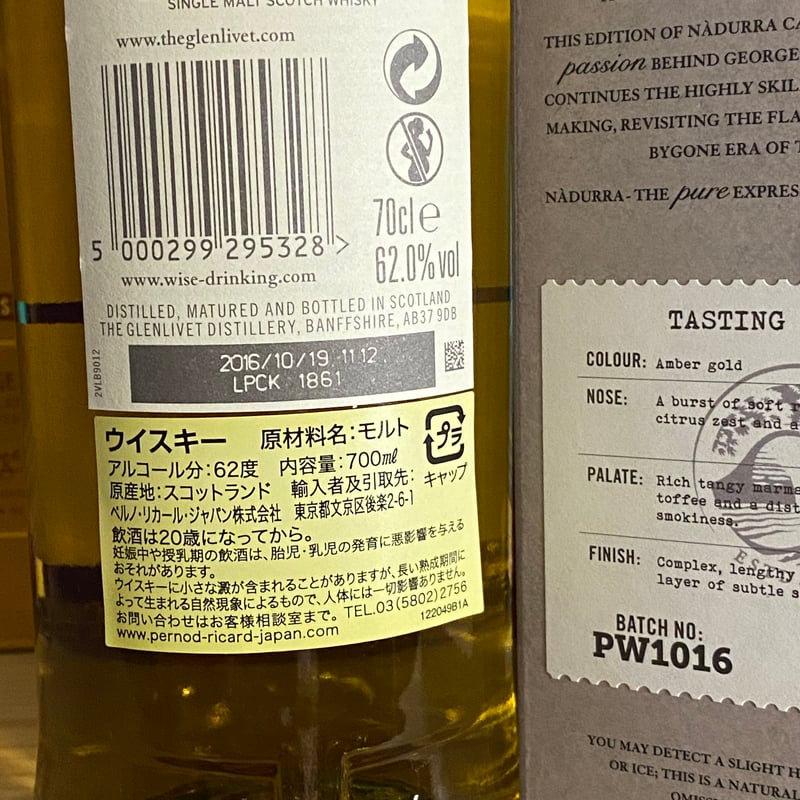 SINGLE MALT SCOTCH WHISKY
www.theglenlivet.com
5 000299 295328 >
70cl e
62.0%vol
www.wise-drinking.com
DISTILLED, MATURED AND BOTTLED IN SCOTLAND
THE GLENLIVET DISTILLERY, BANFFSHIRE, AB37 9DB
2VLB9012
2016/10/19 11 12
LPCK 1861
ウイスキー 原材料名:モルト
アルコール分:62度 内容量:700㎖
プラ
キャップ
原産地:スコットランド 輸入者及引取先:
ペルノ・リカール・ジャパン株式会社 東京都文京区後楽2-6-1
飲酒は20歳になってから。
妊娠中や授乳期の飲酒は、胎児・乳児の発育に悪影響を与える
おそれがあります。
ウイスキーに小さな澱が含まれることがありますが、長い熟成期間に
よって生まれる自然現象によるもので、人体には一切影響ありません。
お問い合わせはお客様相談室まで。TEL.03(5802)2756
www.pernod-ricard-japan.com
122049B1A
THIS EDITION OF NÀDURRA
passion BEHIND GEORGE
CONTINUES THE HIGHLY
MAKING, REVISITING THE
BYGONE ERA OF
NÀDURRA - THE pure
TASTING
COLOUR: Amber gold
NOSE: A burst of soft
citrus zest and
PALATE: Rich tangy
toffee and a
smokiness.
FINISH: Complex, lengthy
layer of subtle
BATCH NO:
PW1016
YOU MAY DETECT A SLIGHT
OR ICE; THIS IS A NATURAL